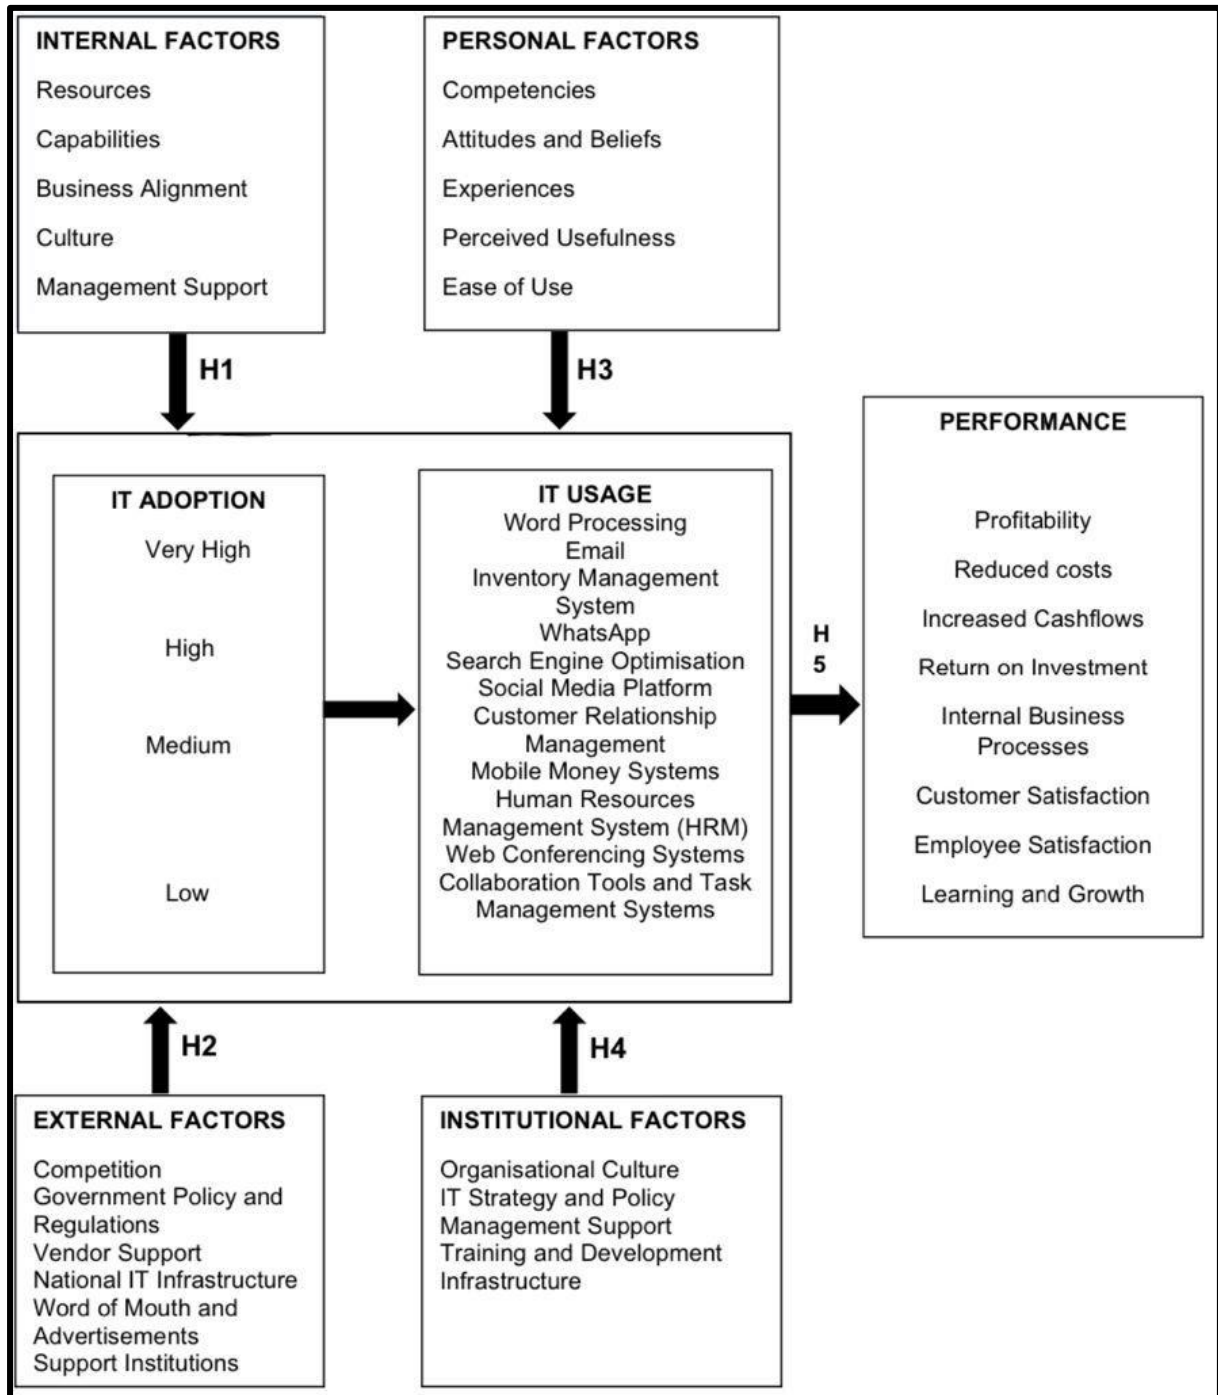 INTERNAL FACTORS
Resources
Capabilities
Business Alignment
Culture
Management Support
PERSONAL FACTORS
Competencies
Attitudes and Beliefs
Experiences
Perceived Usefulness
Ease of Use
H1
H3
IT ADOPTION
Very High
High
Medium
Low
IT USAGE
Word Processing
Email
Inventory Management
System
WhatsApp
Search Engine Optimisation
Social Media Platform
Customer Relationship
Management
Mobile Money Systems
Human Resources
Management System (HRM)
Web Conferencing Systems
Collaboration Tools and Task
Management Systems
H
5
PERFORMANCE
Profitability
Reduced costs
Increased Cashflows
Return on Investment
Internal Business
Processes
Customer Satisfaction
Employee Satisfaction
Learning and Growth
H2
H4
EXTERNAL FACTORS
Competition
Government Policy and
Regulations
Vendor Support
National IT Infrastructure
Word of Mouth and
Advertisements
Support Institutions
INSTITUTIONAL FACTORS
Organisational Culture
IT Strategy and Policy
Management Support
Training and Development
Infrastructure